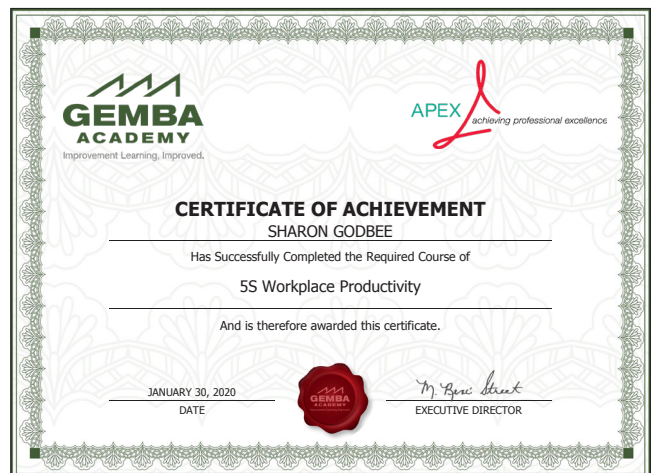 GEMBA
ACADEMY
Improvement Learning, Improved.
APEX
achieving professional excellence
CERTIFICATE OF ACHIEVEMENT
SHARON GODBEE
Has Successfully Completed the Required Course of
5S Workplace Productivity
And is therefore awarded this certificate.
JANUARY 30, 2020
DATE
GEMBA
ACADEMY
EXECUTIVE DIRECTOR